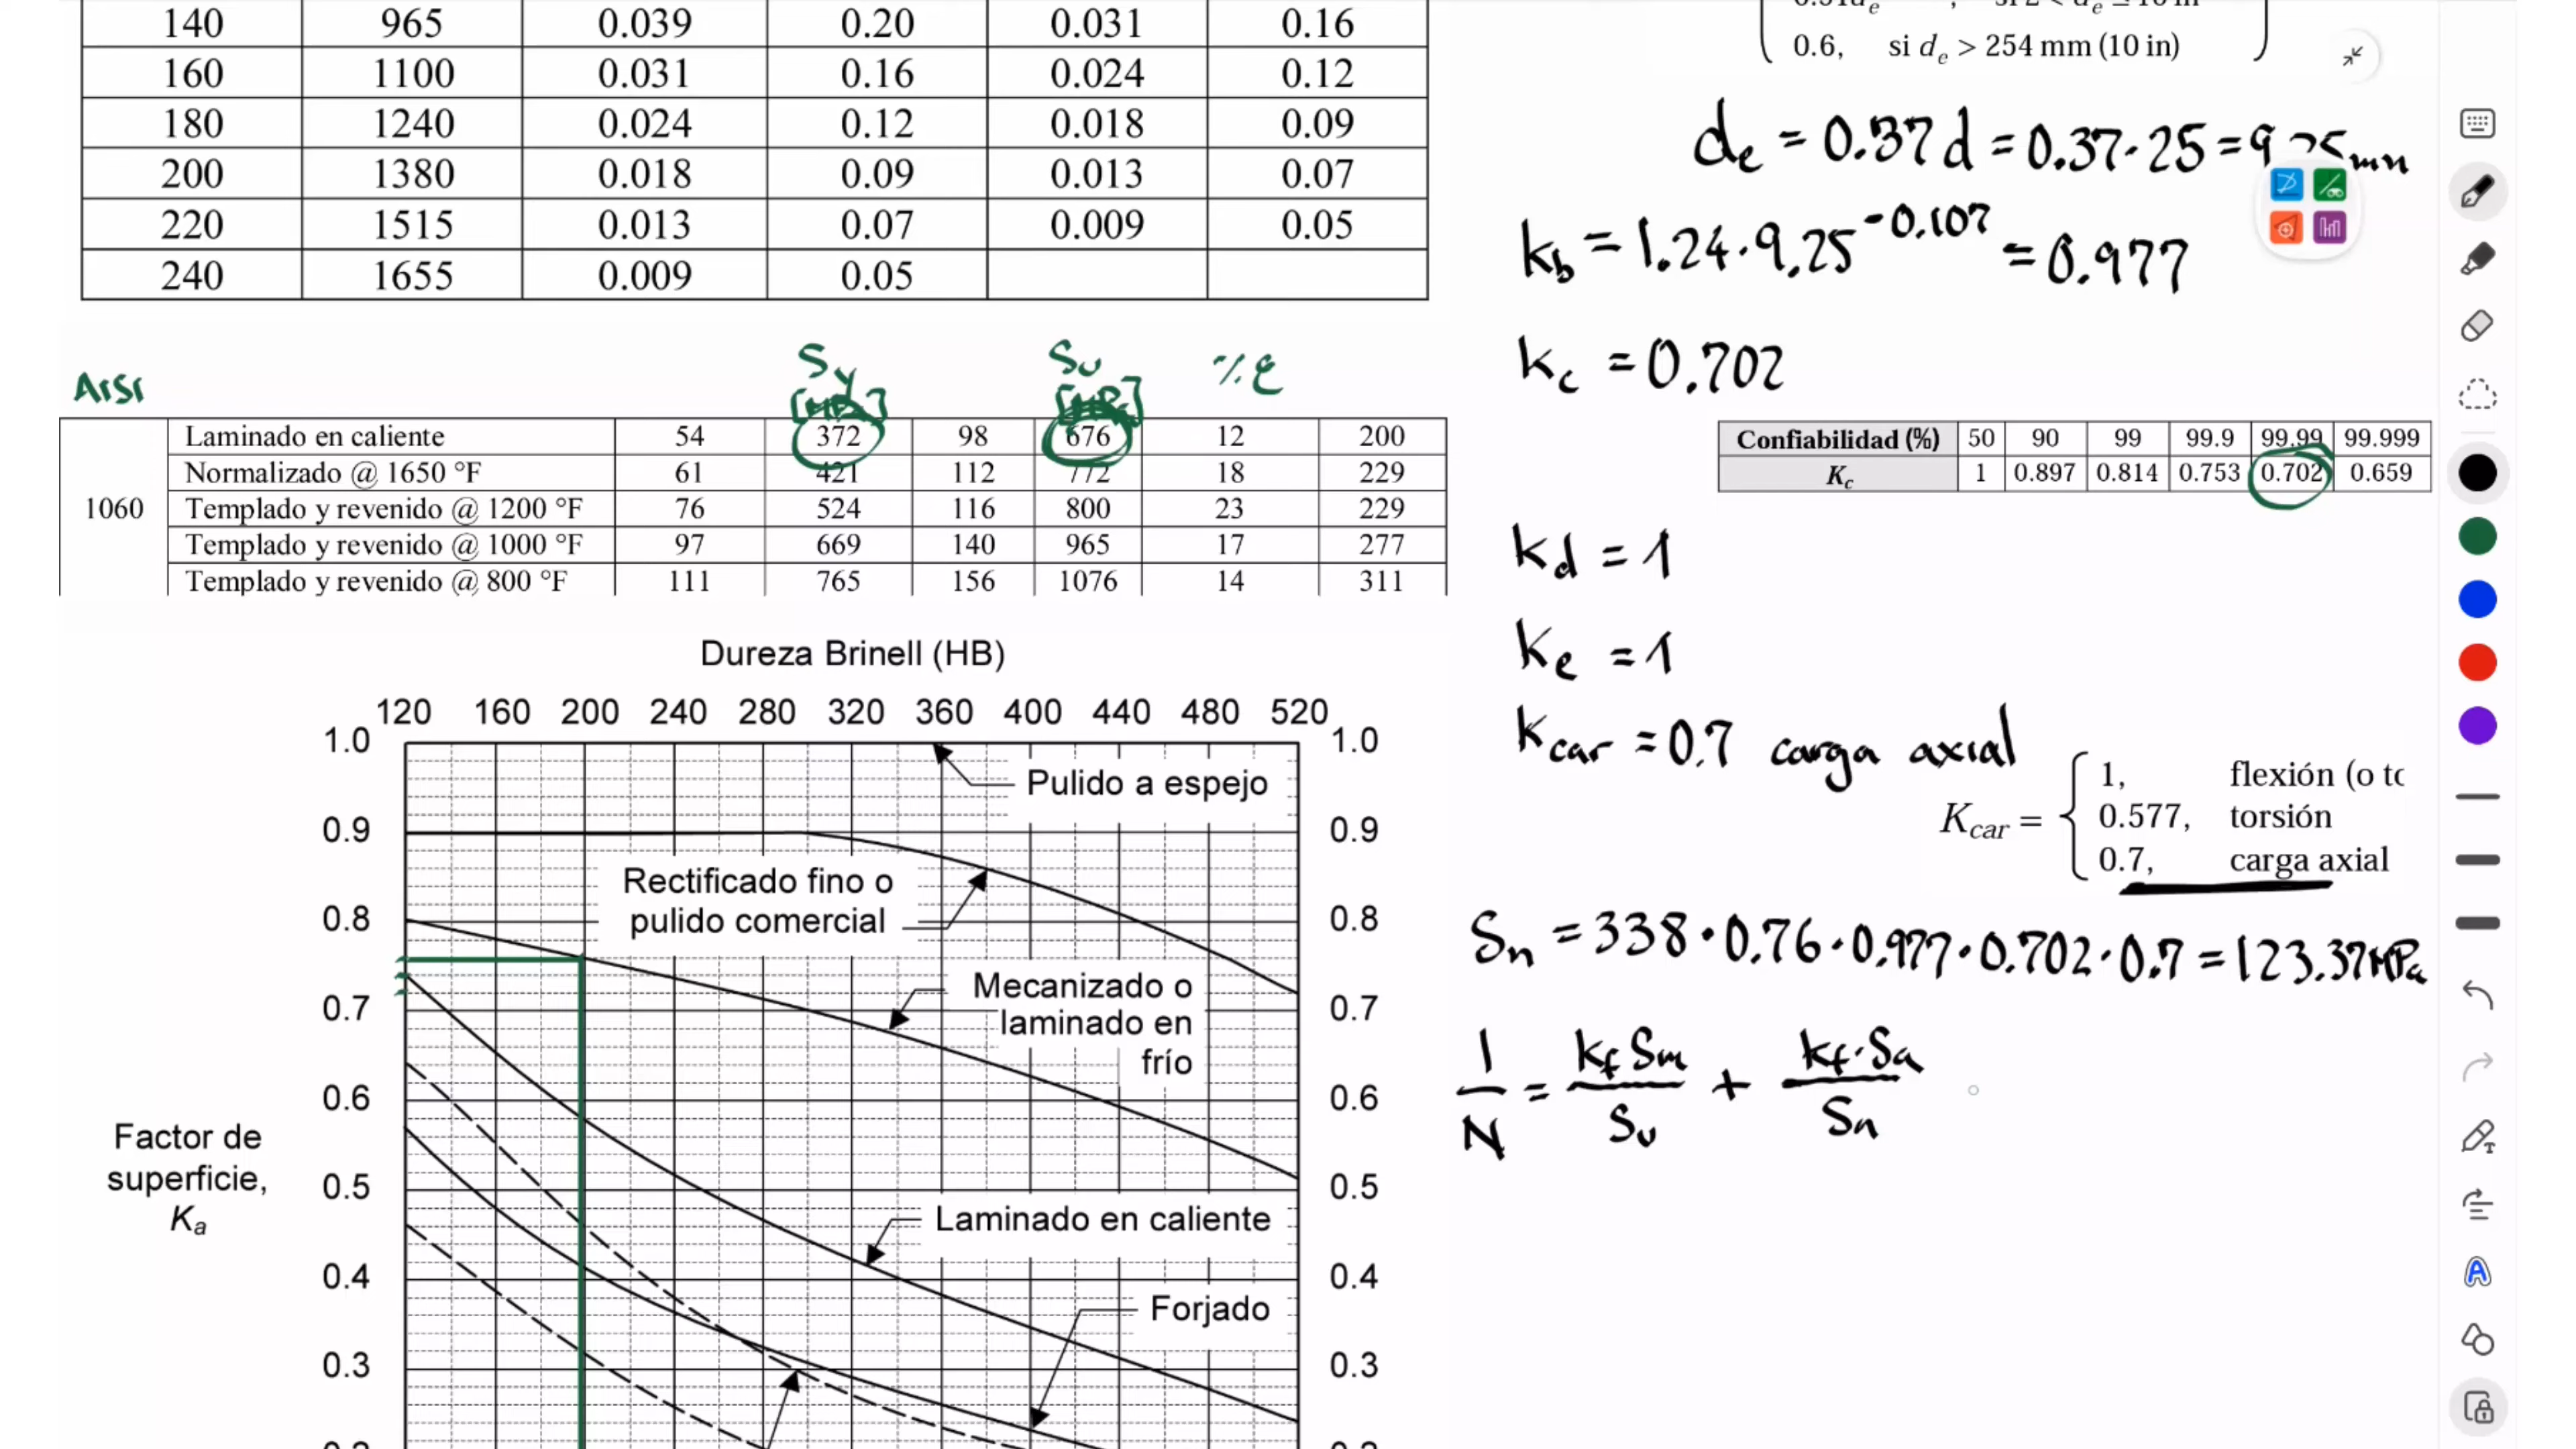 140 965 0.039 0.20 0.031 0.16
160 1100 0.031 0.16 0.024 0.12
180 1240 0.024 0.12 0.018 0.09
200 1380 0.018 0.09 0.013 0.07
220 1515 0.013 0.07 0.009 0.05
240 1655 0.009 0.05
AISI
Sy Su %ε
1060
Laminado en caliente 54 372 98 676 12 200
Normalizado @ 1650 °F 61 421 112 772 18 229
Templado y revenido @ 1200 °F 76 524 116 800 23 229
Templado y revenido @ 1000 °F 97 669 140 965 17 277
Templado y revenido @ 800 °F 111 765 156 1076 14 311
Dureza Brinell (HB)
120 160 200 240 280 320 360 400 440 480 520
1.0 1.0
Pulido a espejo
0.9 0.9
Rectificado fino o
pulido comercial
0.8 0.8
Mecanizado o
laminado en
frío
0.7 0.7
0.6 0.6
Factor de
superficie,
Ka
0.5 0.5
Laminado en caliente
0.4 0.4
Forjado
0.3 0.3
0.6, si de > 254 mm (10 in)
de = 0.37d = 0.37·25 = mm
kb = 1.24·9.25^-0.107 = 0.977
kc = 0.702
Confiabilidad (%) 50 90 99 99.9 99.99 99.999
Kc 1 0.897 0.814 0.753 0.702 0.659
kd = 1
ke = 1
kcar = 0.7 carga axial
Kcar =
1, flexión (o
0.577, torsión
0.7, carga axial
Sn = 338·0.76·0.977·0.702·0.7 = 123.37MPa
1/N = kf Sm/Su + kf·Sa/Sn